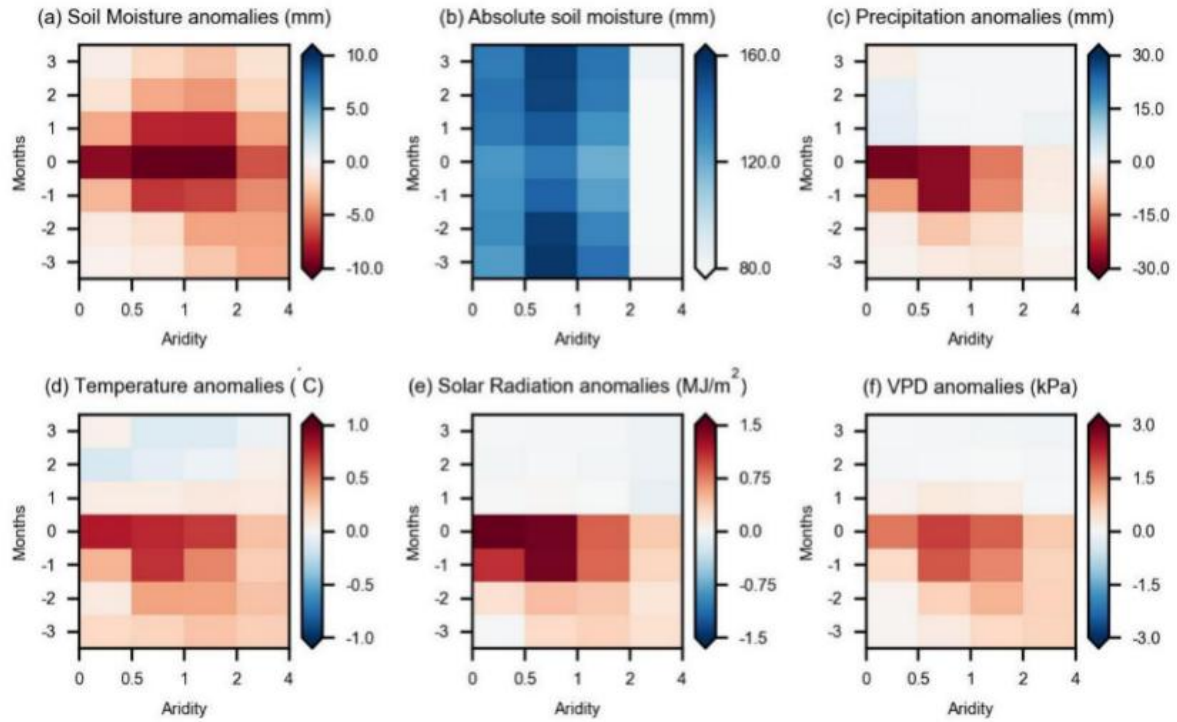 (a) Soil Moisture anomalies (mm)
3
2
1
0
-1
-2
-3
Months
0 0.5 1 2 4
Aridity
10.0
5.0
0.0
-5.0
-10.0
(b) Absolute soil moisture (mm)
Months
0 0.5 1 2 4
Aridity
160.0
120.0
80.0
(c) Precipitation anomalies (mm)
3
2
1
0
-1
-2
-3
Months
0 0.5 1 2 4
Aridity
30.0
15.0
0.0
-15.0
-30.0
(d) Temperature anomalies (´C)
3
2
1
0
-1
-2
-3
Months
0 0.5 1 2 4
Aridity
1.0
0.5
0.0
-0.5
-1.0
(e) Solar Radiation anomalies (MJ/m²)
3
2
1
0
-1
-2
-3
Months
0 0.5 1 2 4
Aridity
1.5
0.75
0.0
-0.75
-1.5
(f) VPD anomalies (kPa)
3
2
1
0
-1
-2
-3
Months
0 0.5 1 2 4
Aridity
3.0
1.5
0.0
-1.5
-3.0